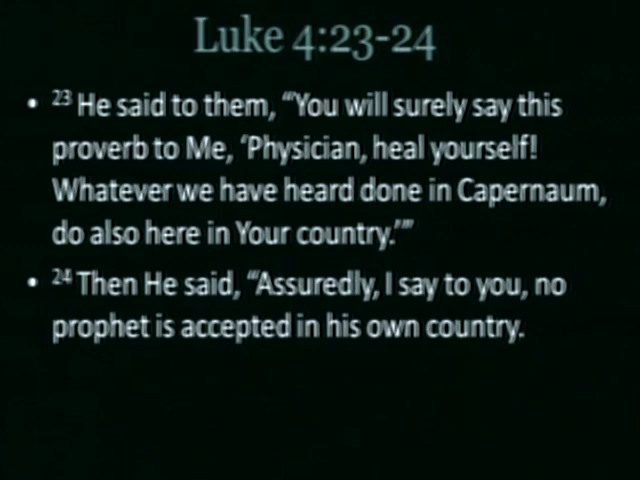 Luke 4:23-24
• 23 He said to them, “‘You will surely say this
proverb to Me, ‘Physician, heal yourself!
Whatever we have heard done in Capernaum,
do also here in Your country.’”
• 24 Then He said, “Assuredly, I say to you, no
prophet is accepted in his own country.